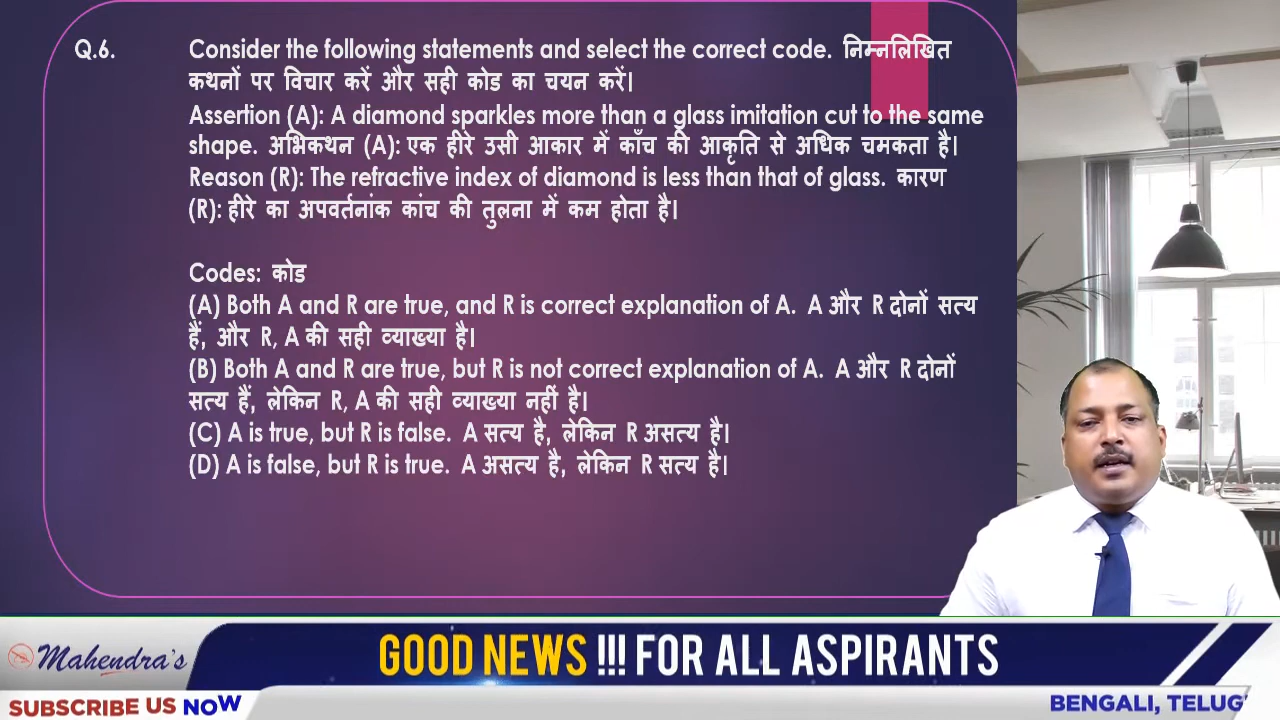 Q.6. Consider the following statements and select the correct code. निम्नलिखित
कथनों पर विचार करें और सही कोड का चयन करें।
Assertion (A): A diamond sparkles more than a glass imitation cut to the same
shape. अभिकथन (A): एक हीरे उसी आकार में काँच की आकृति से अधिक चमकता है।
Reason (R): The refractive index of diamond is less than that of glass. कारण
(R): हीरे का अपवर्तनांक कांच की तुलना में कम होता है।
Codes: कोड
(A) Both A and R are true, and R is correct explanation of A. A और R दोनों सत्य
हैं, और R, A की सही व्याख्या है।
(B) Both A and R are true, but R is not correct explanation of A. A और R दोनों
सत्य हैं, लेकिन R, A की सही व्याख्या नहीं है।
(C) A is true, but R is false. A सत्य है, लेकिन R असत्य है।
(D) A is false, but R is true. A असत्य है, लेकिन R सत्य है।
Mahendra's
GOOD NEWS !!! FOR ALL ASPIRANTS
SUBSCRIBE US NOW
BENGALI, TELUG